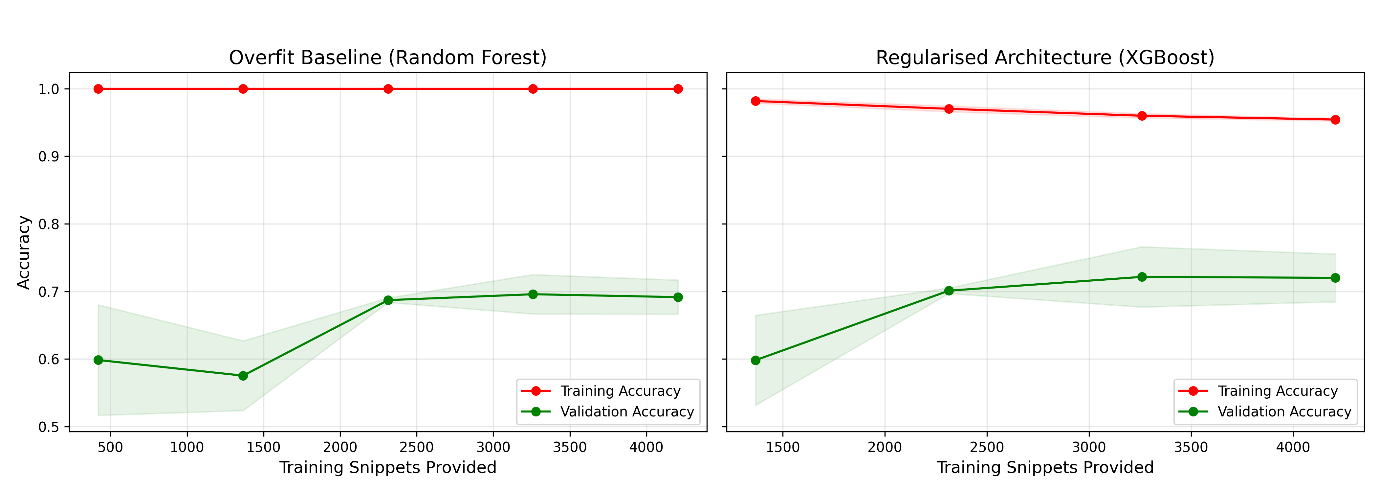 Overfit Baseline (Random Forest)
Regularised Architecture (XGBoost)
Accuracy
1.0
0.9
0.8
0.7
0.6
0.5
Training Accuracy
Validation Accuracy
500 1000 1500 2000 2500 3000 3500 4000
Training Snippets Provided
Training Accuracy
Validation Accuracy
1500 2000 2500 3000 3500 4000
Training Snippets Provided